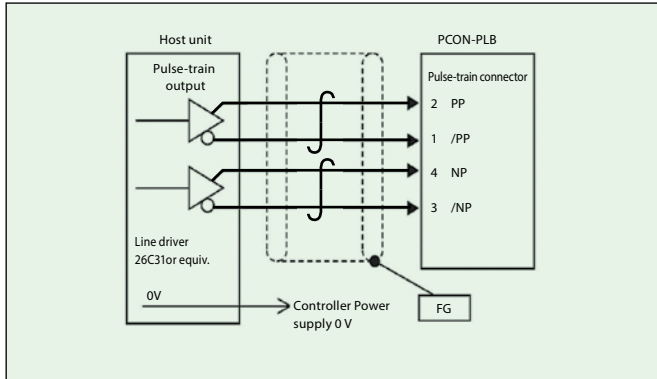 Host unit
PCON-PLB
Pulse-train
output
Pulse-train connector
2 PP
1 /PP
4 NP
3 /NP
Line driver
26C31or equiv.
0V
Controller Power
supply 0 V
FG